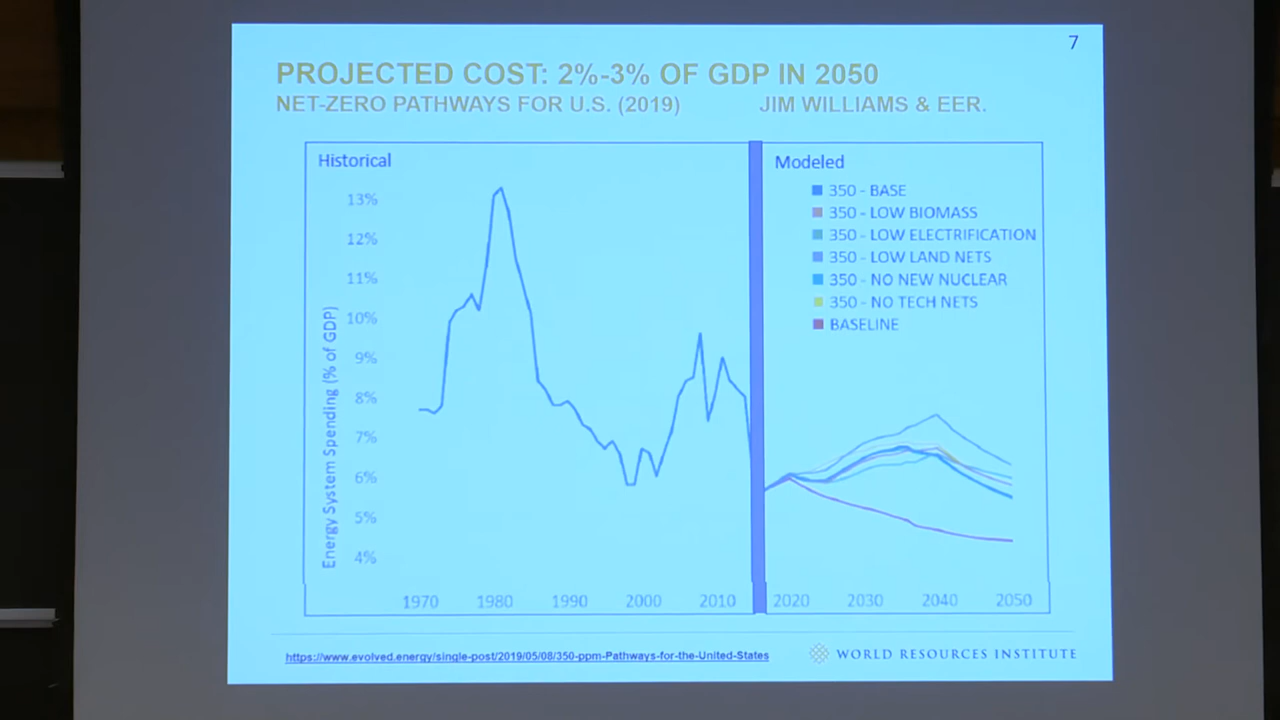 7
PROJECTED COST: 2%-3% OF GDP IN 2050
NET-ZERO PATHWAYS FOR U.S. (2019) JIM WILLIAMS & EER.
Historical
13%
12%
11%
10%
9%
8%
7%
6%
5%
4%
Energy System Spending (% of GDP)
1970 1980 1990 2000 2010
Modeled
350 - BASE
350 - LOW BIOMASS
350 - LOW ELECTRIFICATION
350 - LOW LAND NETS
350 - NO NEW NUCLEAR
350 - NO TECH NETS
BASELINE
2020 2030 2040 2050
https://www.evolved.energy/single-post/2019/05/08/350-ppm-Pathways-for-the-United-States
WORLD RESOURCES INSTITUTE